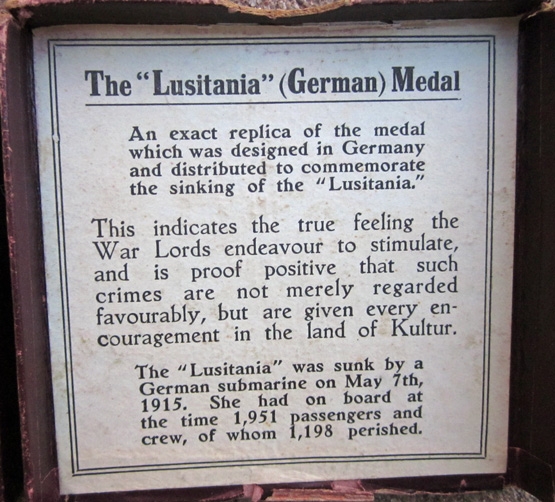 The "Lusitania" (German) Medal
An exact replica of the medal
which was designed in Germany
and distributed to commemorate
the sinking of the "Lusitania."
This indicates the true feeling the
War Lords endeavour to stimulate,
and is proof positive that such
crimes are not merely regarded
favourably, but are given every en-
couragement in the land of Kultur.
The "Lusitania" was sunk by a
German submarine on May 7th,
1915. She had on board at
the time 1,951 passengers and
crew, of whom 1,198 perished.